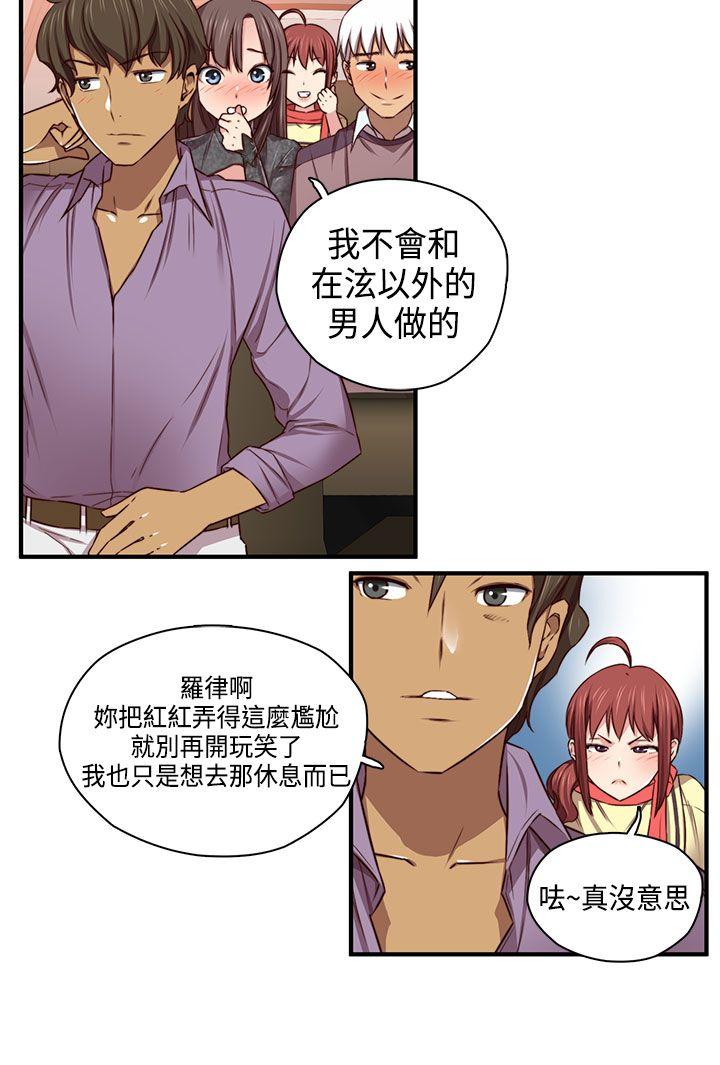 我不會和
在泫以外的
男人做的
羅律啊
妳把紅紅弄得這麼尷尬
就別再開玩笑了
我也只是想去那休息而已
呿~真沒意思